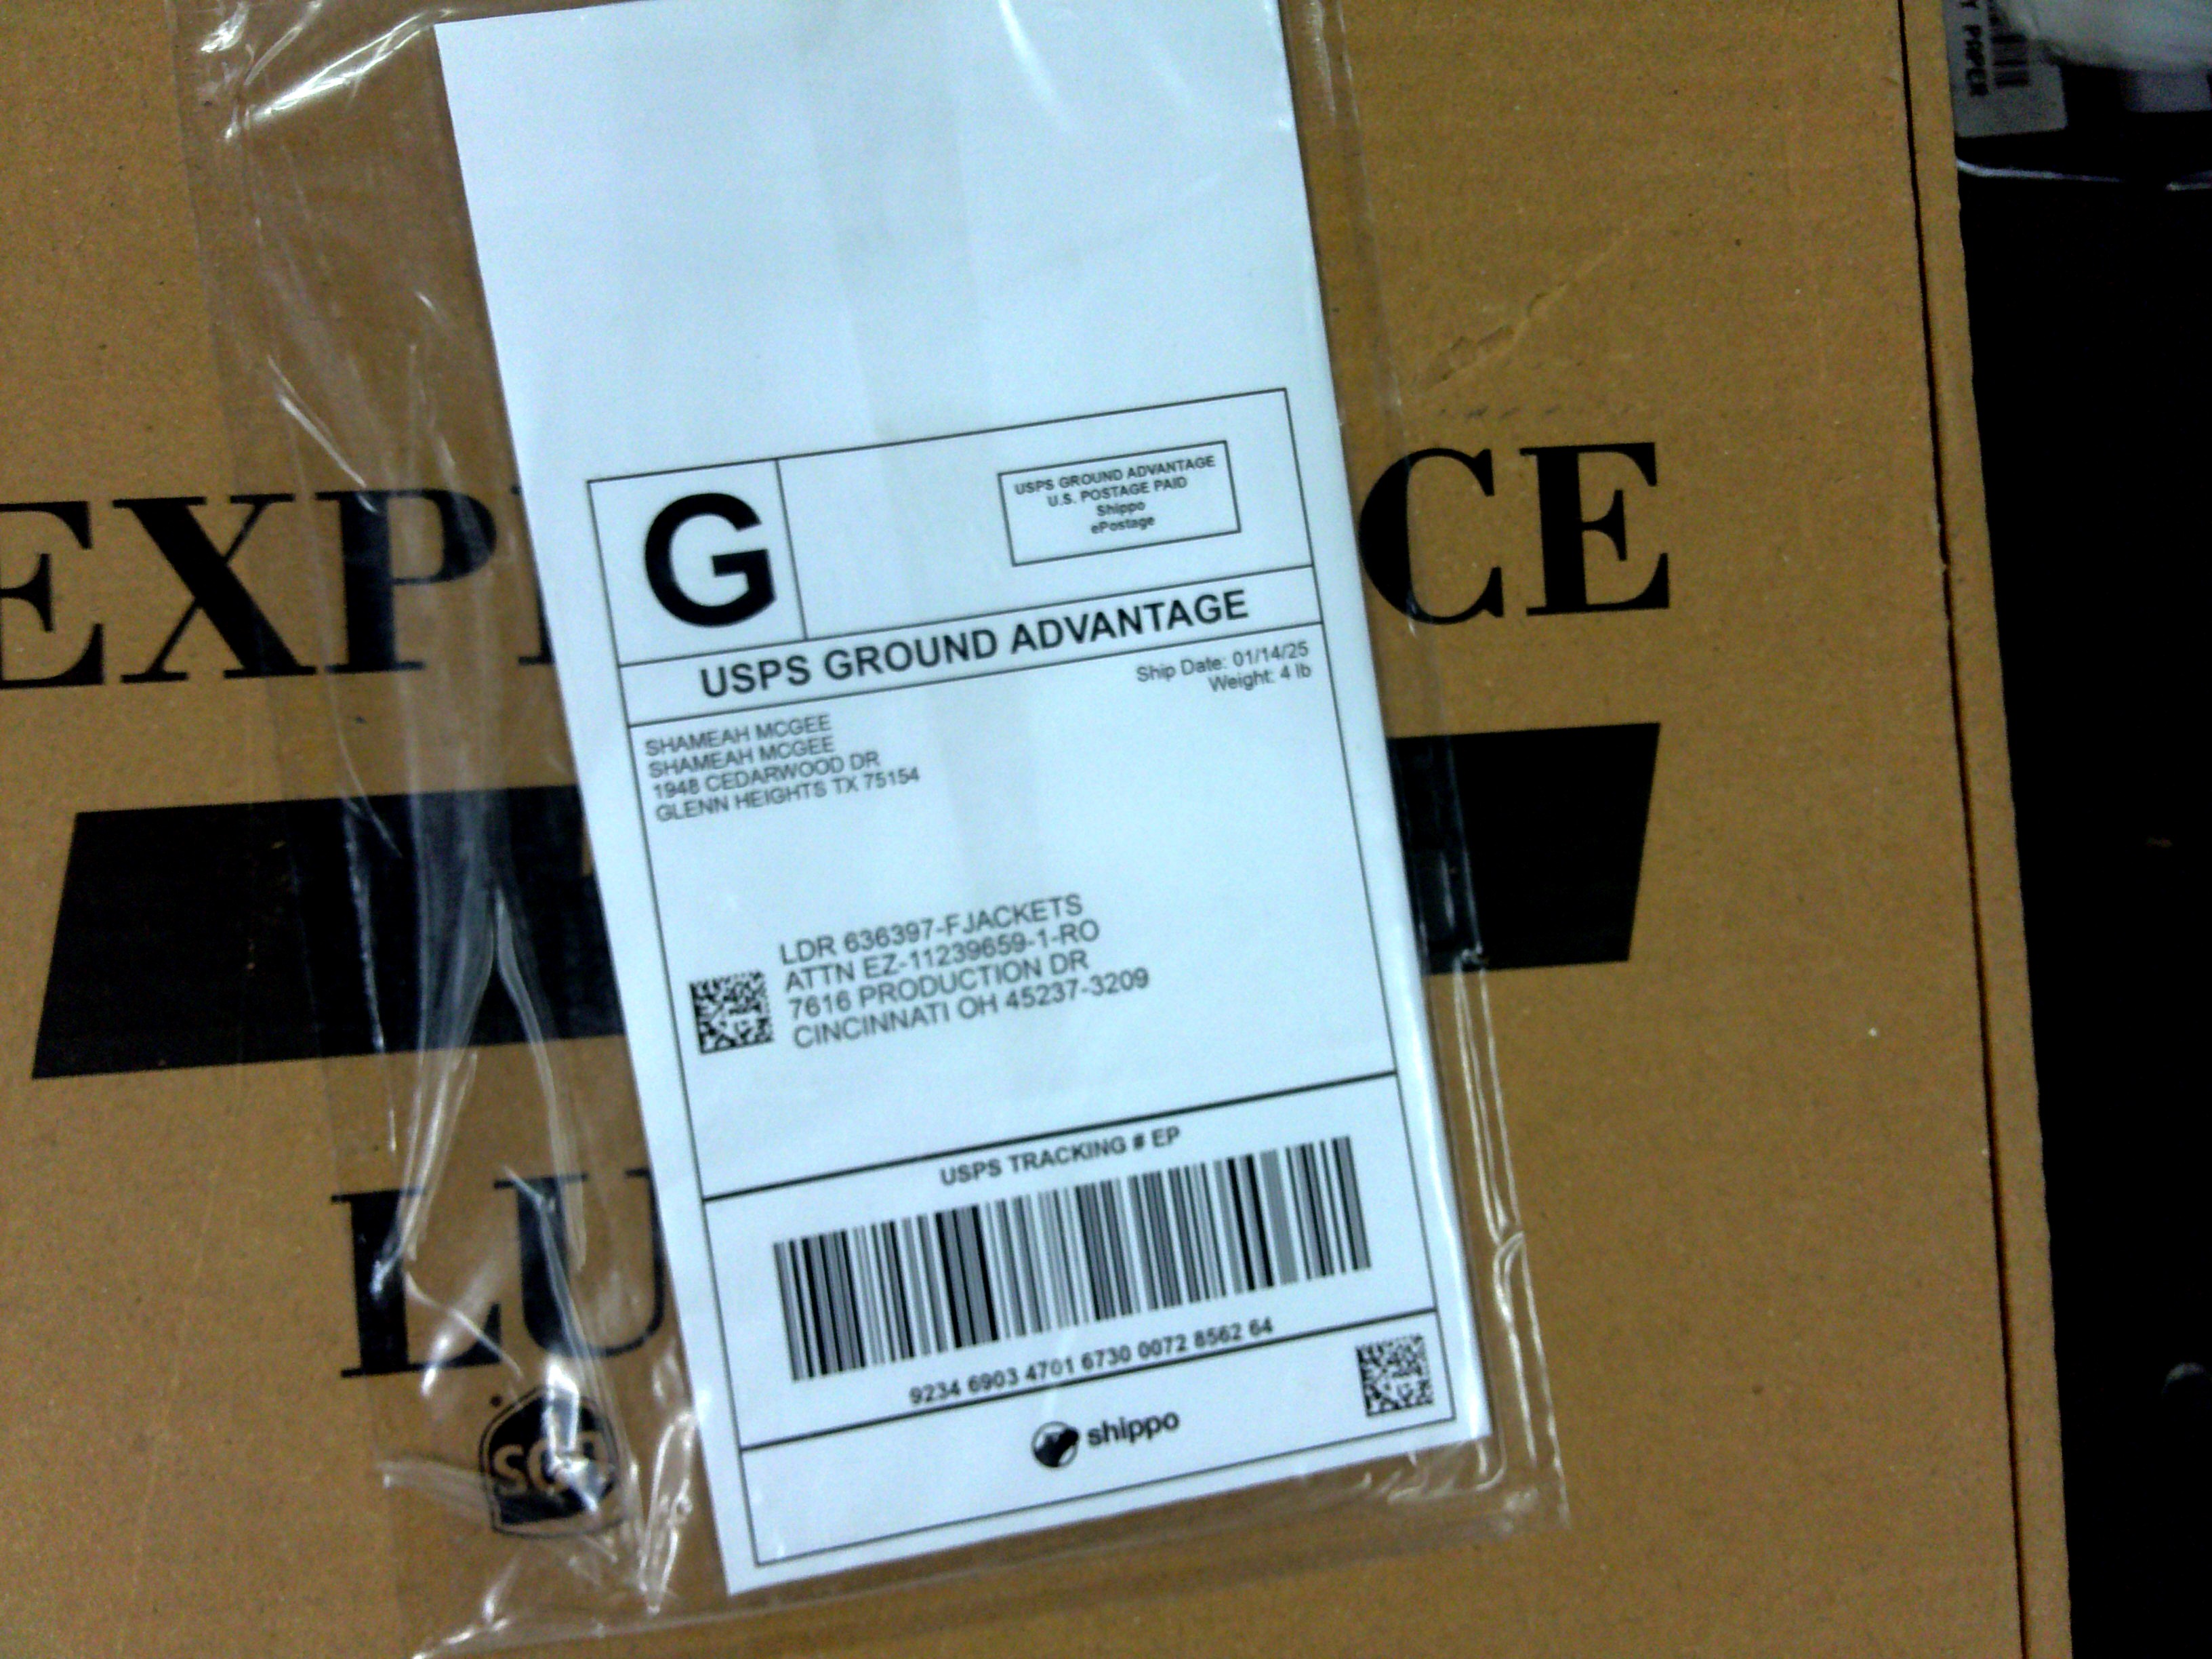 EXP
CE
G
USPS GROUND ADVANTAGE
U.S. POSTAGE PAID
Shippo
ePostage
USPS GROUND ADVANTAGE
Ship Date: 01/14/25
Weight: 4 lb
SHAMEAH MCGEE
SHAMEAH MCGEE
1948 CEDARWOOD DR
GLENN HEIGHTS TX 75154
LDR 636397-FJACKETS
ATTN EZ-11239659-1-RO
7616 PRODUCTION DR
CINCINNATI OH 45237-3209
USPS TRACKING # EP
9234 6903 4701 6730 0072 8562 64
shippo
LU